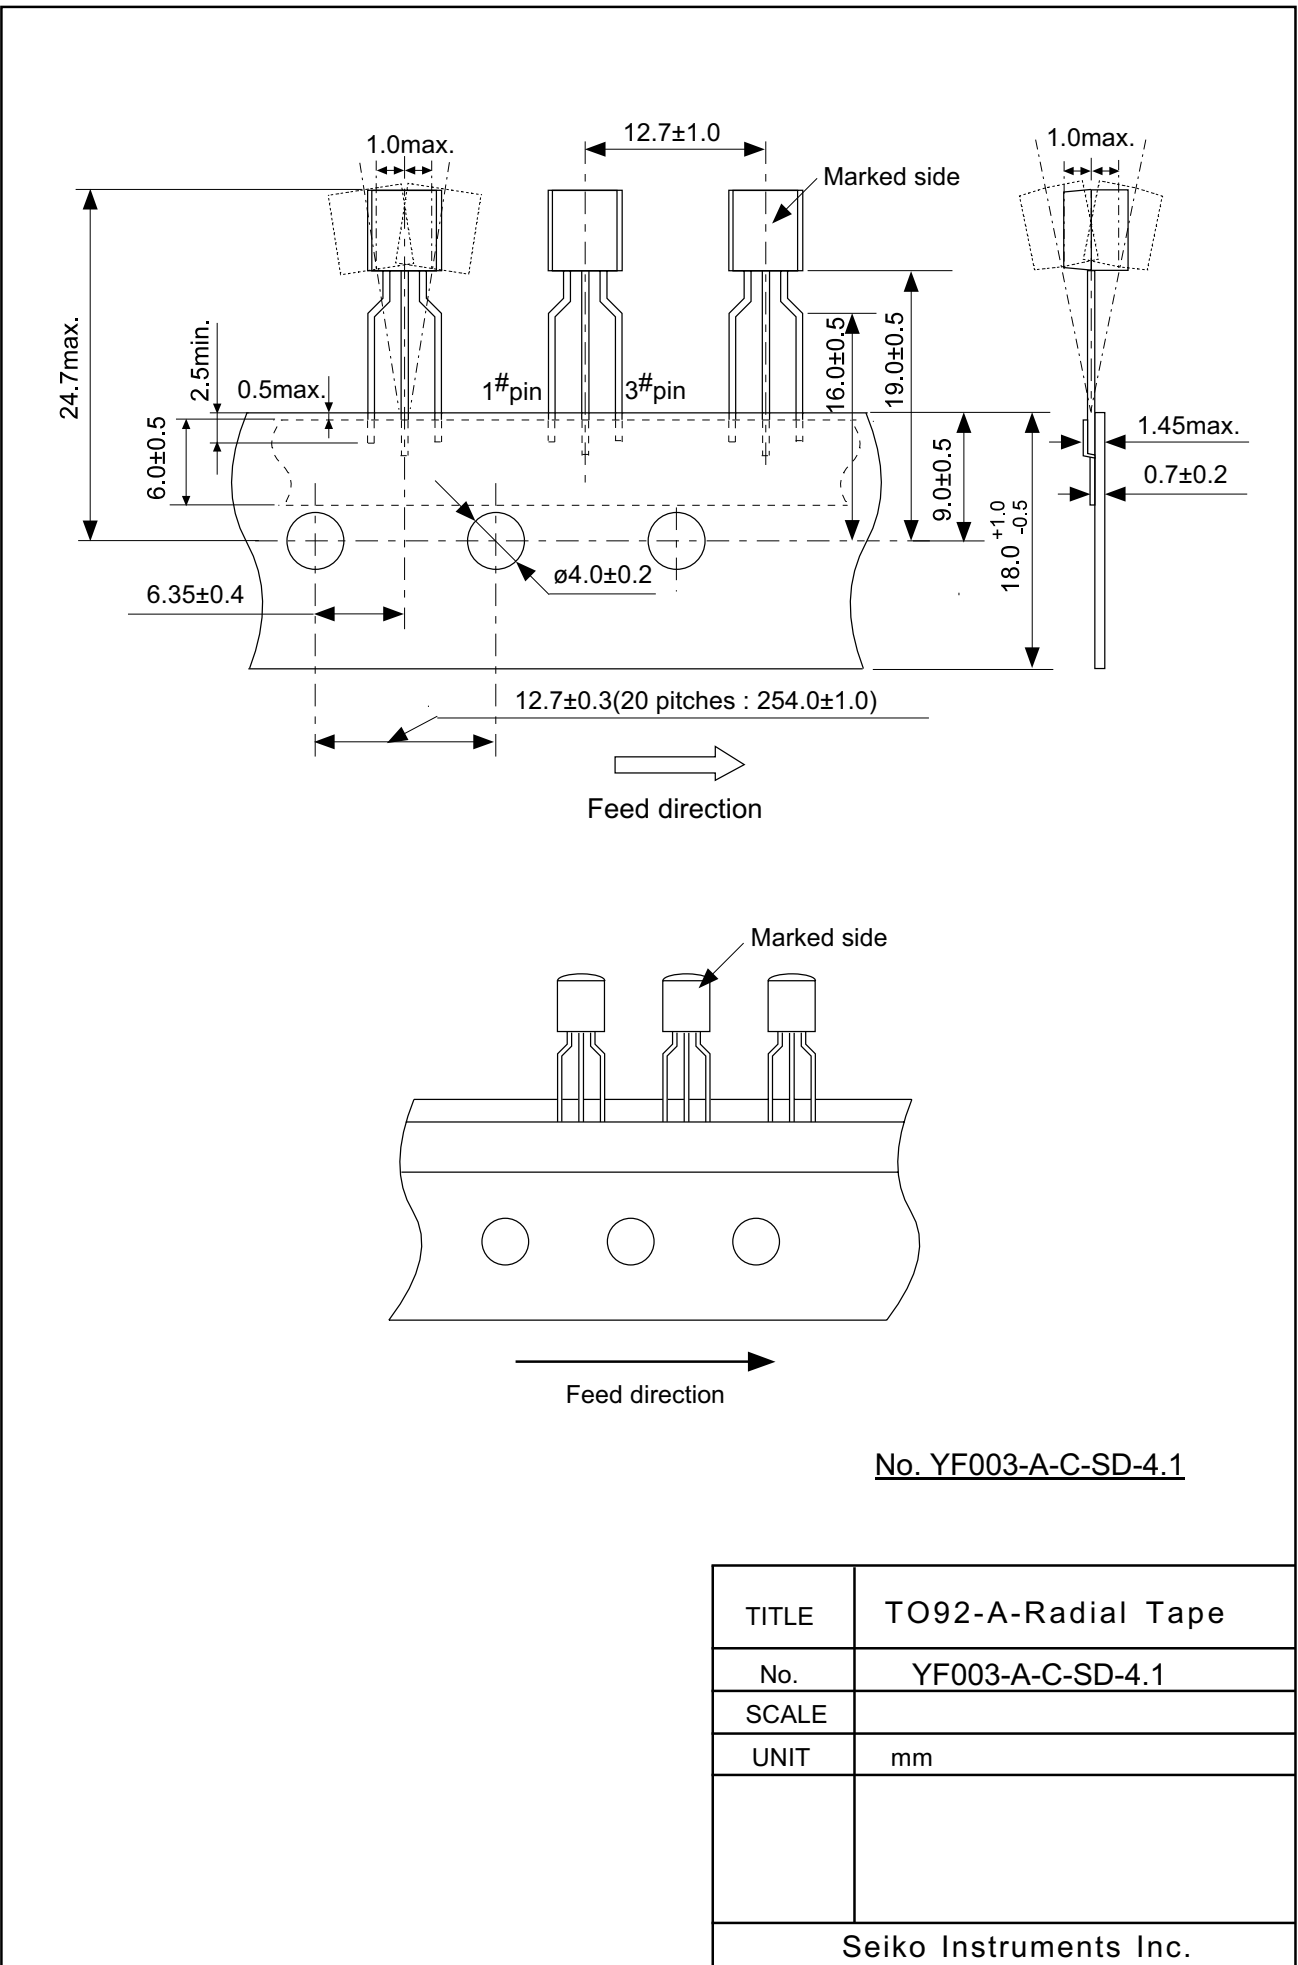 12.7±1.0
1.0max.
1.0max.
Marked side
24.7max.
2.5min.
0.5max.
1#pin
3#pin
16.0±0.5
19.0±0.5
6.0±0.5
9.0±0.5
18.0 +1.0 -0.5
1.45max.
0.7±0.2
ø4.0±0.2
6.35±0.4
12.7±0.3(20 pitches : 254.0±1.0)
Feed direction
Marked side
Feed direction
No. YF003-A-C-SD-4.1
TITLE TO92-A-Radial Tape
No. YF003-A-C-SD-4.1
SCALE
UNIT mm
Seiko Instruments Inc.